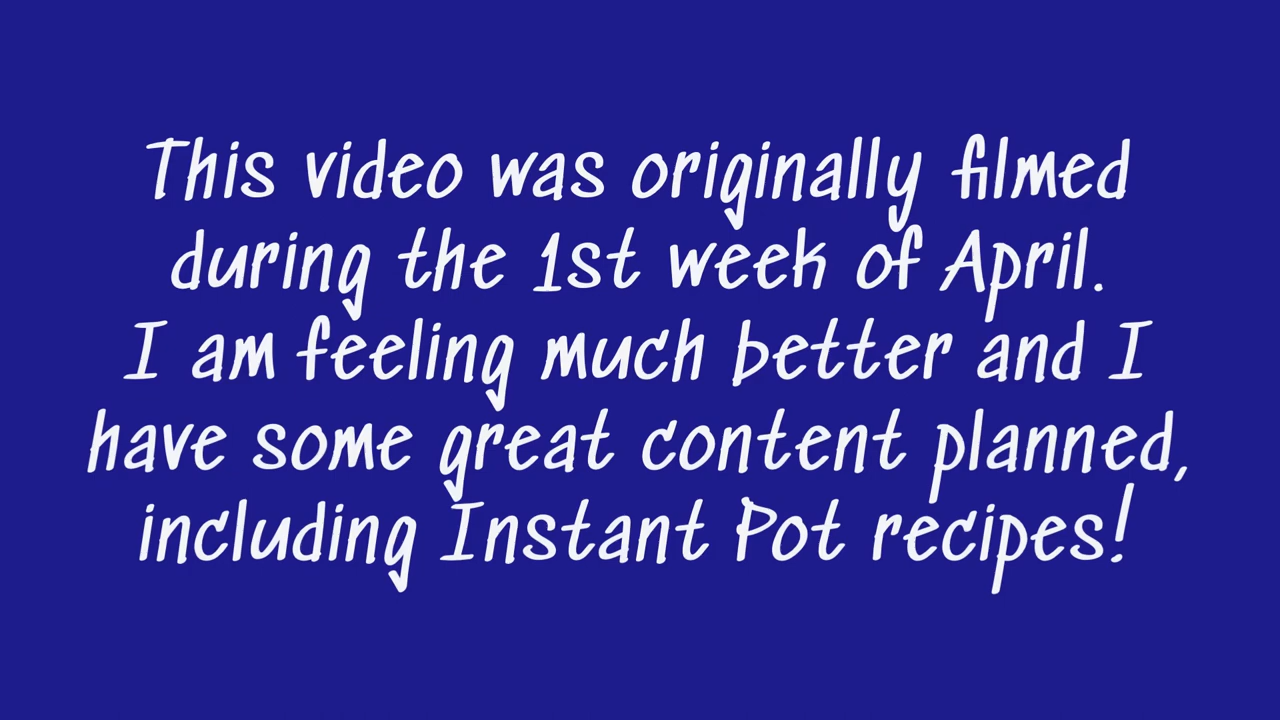 This video was originally filmed
during the 1st week of April.
I am feeling much better and I
have some great content planned,
including Instant Pot recipes!